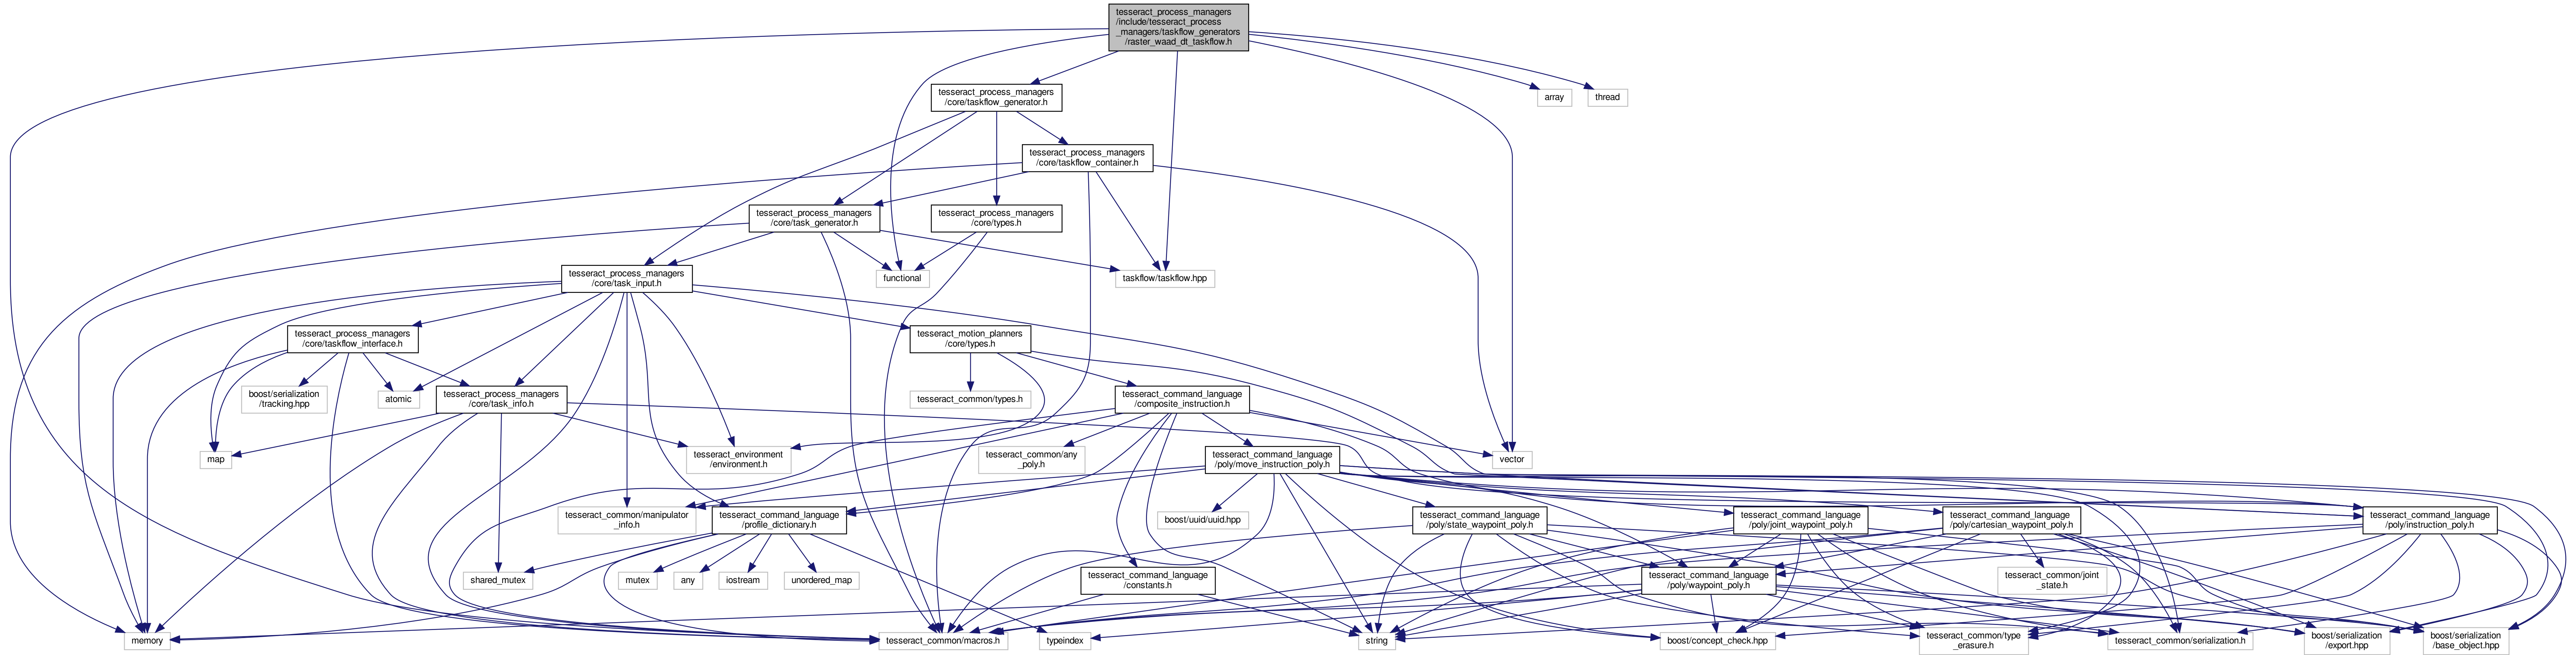 tesseract_process_managers
/include/tesseract_process
_managers/taskflow_generators
/raster_waad_dt_taskflow.h
tesseract_process_managers
/core/taskflow_generator.h
array
thread
tesseract_process_managers
/core/taskflow_container.h
tesseract_process_managers
/core/task_generator.h
tesseract_process_managers
/core/types.h
tesseract_process_managers
/core/task_input.h
functional
taskflow/taskflow.hpp
tesseract_process_managers
/core/taskflow_interface.h
tesseract_motion_planners
/core/types.h
boost/serialization
/tracking.hpp
atomic
tesseract_process_managers
/core/task_info.h
tesseract_common/types.h
tesseract_command_language
/composite_instruction.h
map
tesseract_environment
/environment.h
tesseract_common/any
_poly.h
tesseract_command_language
/poly/move_instruction_poly.h
vector
tesseract_common/manipulator
_info.h
tesseract_command_language
/profile_dictionary.h
boost/uuid/uuid.hpp
tesseract_command_language
/poly/state_waypoint_poly.h
tesseract_command_language
/poly/joint_waypoint_poly.h
tesseract_command_language
/poly/cartesian_waypoint_poly.h
tesseract_command_language
/poly/instruction_poly.h
shared_mutex
mutex
any
iostream
unordered_map
tesseract_command_language
/constants.h
tesseract_command_language
/poly/waypoint_poly.h
tesseract_common/joint
_state.h
memory
tesseract_common/macros.h
typeindex
string
boost/concept_check.hpp
tesseract_common/type
_erasure.h
tesseract_common/serialization.h
boost/serialization
/export.hpp
boost/serialization
/base_object.hpp